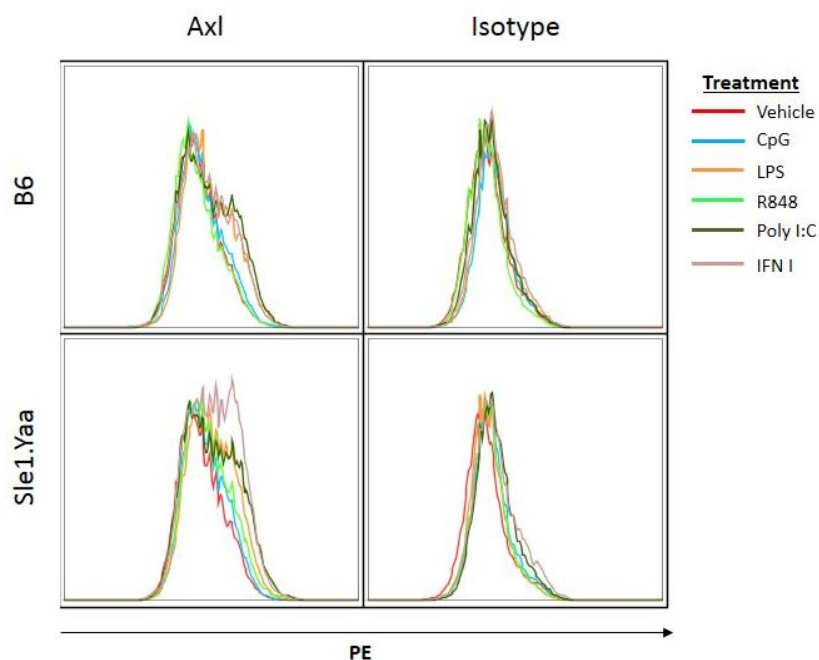 Axl
Isotype
Treatment
Vehicle
CpG
LPS
R848
Poly I:C
IFN I
B6
Sle1.Yaa
PE